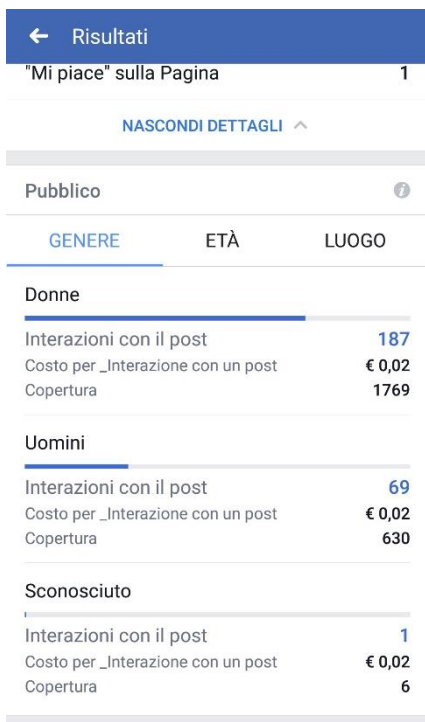 Risultati
"Mi piace" sulla Pagina 1
NASCONDI DETTAGLI
Pubblico
GENERE ETÀ LUOGO
Donne
Interazioni con il post 187
Costo per _Interazione con un post € 0,02
Copertura 1769
Uomini
Interazioni con il post 69
Costo per _Interazione con un post € 0,02
Copertura 630
Sconosciuto
Interazioni con il post 1
Costo per _Interazione con un post € 0,02
Copertura 6